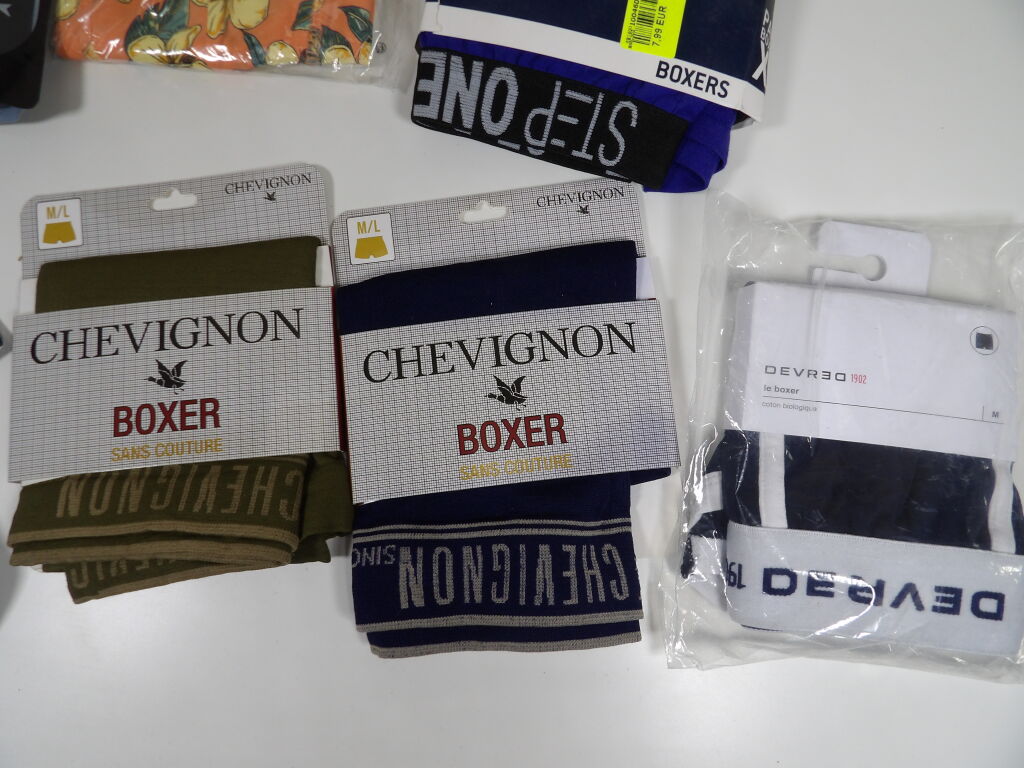 7,99 EUR
BOXERS
STEP ONE
M/L
CHEVIGNON
CHEVIGNON
BOXER
SANS COUTURE
CHEVIGNON
M/L
CHEVIGNON
CHEVIGNON
BOXER
SANS COUTURE
CHEVIGNON
DEVRED 1902
le boxer
coton biologique
M
DEVRED 19